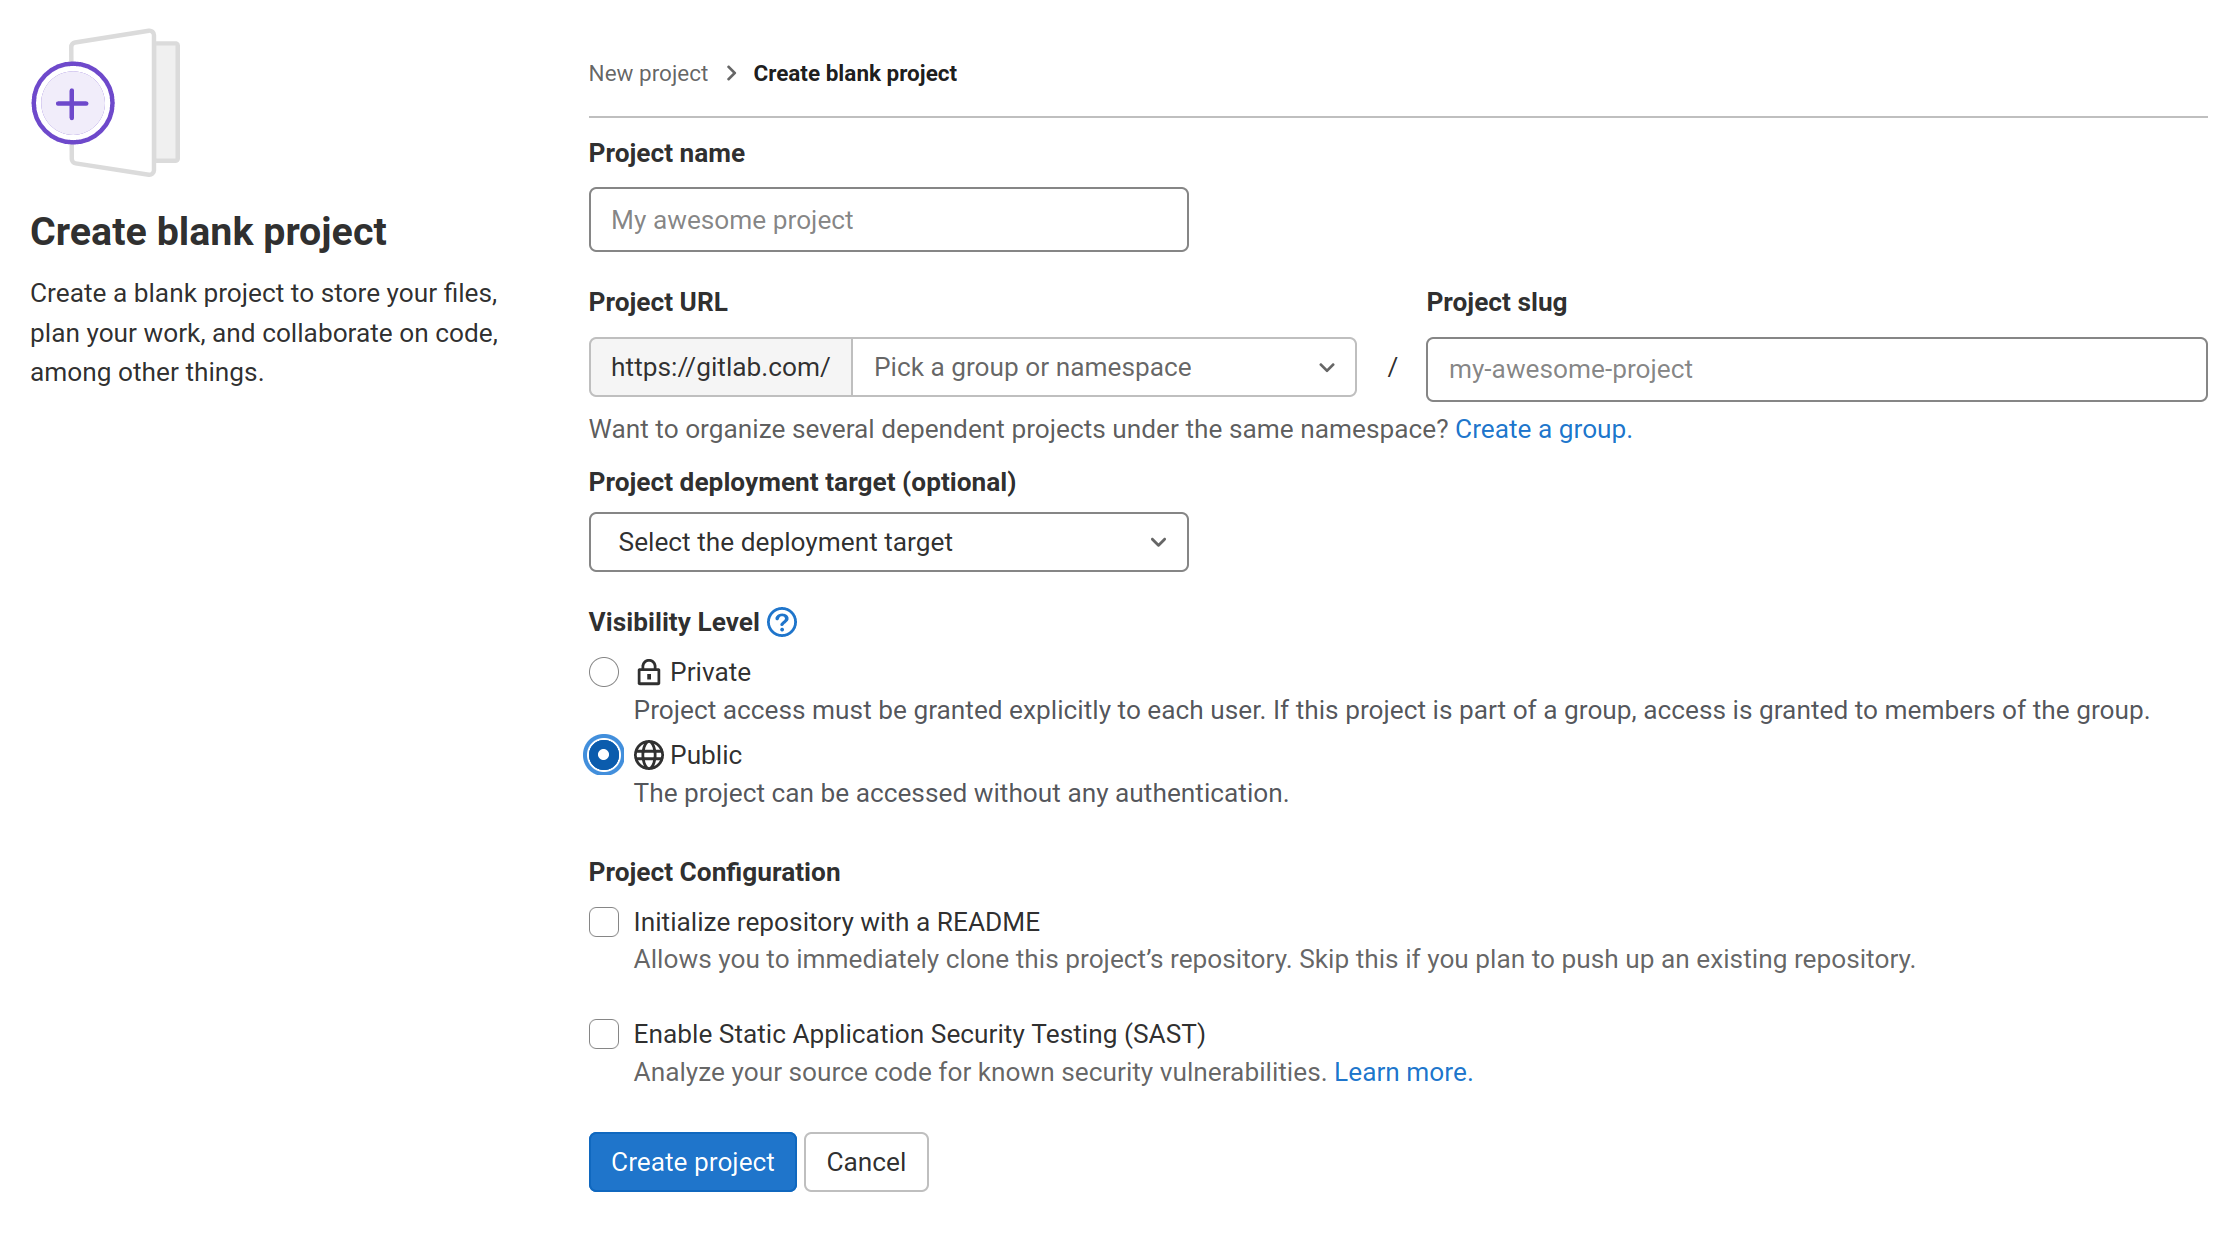 Create blank project
Create a blank project to store your files,
plan your work, and collaborate on code,
among other things.
New project > Create blank project
Project name
My awesome project
Project URL
https://gitlab.com/ Pick a group or namespace /
Project slug
my-awesome-project
Want to organize several dependent projects under the same namespace? Create a group.
Project deployment target (optional)
Select the deployment target
Visibility Level ?
Private
Project access must be granted explicitly to each user. If this project is part of a group, access is granted to members of the group.
Public
The project can be accessed without any authentication.
Project Configuration
Initialize repository with a README
Allows you to immediately clone this project’s repository. Skip this if you plan to push up an existing repository.
Enable Static Application Security Testing (SAST)
Analyze your source code for known security vulnerabilities. Learn more.
Create project Cancel